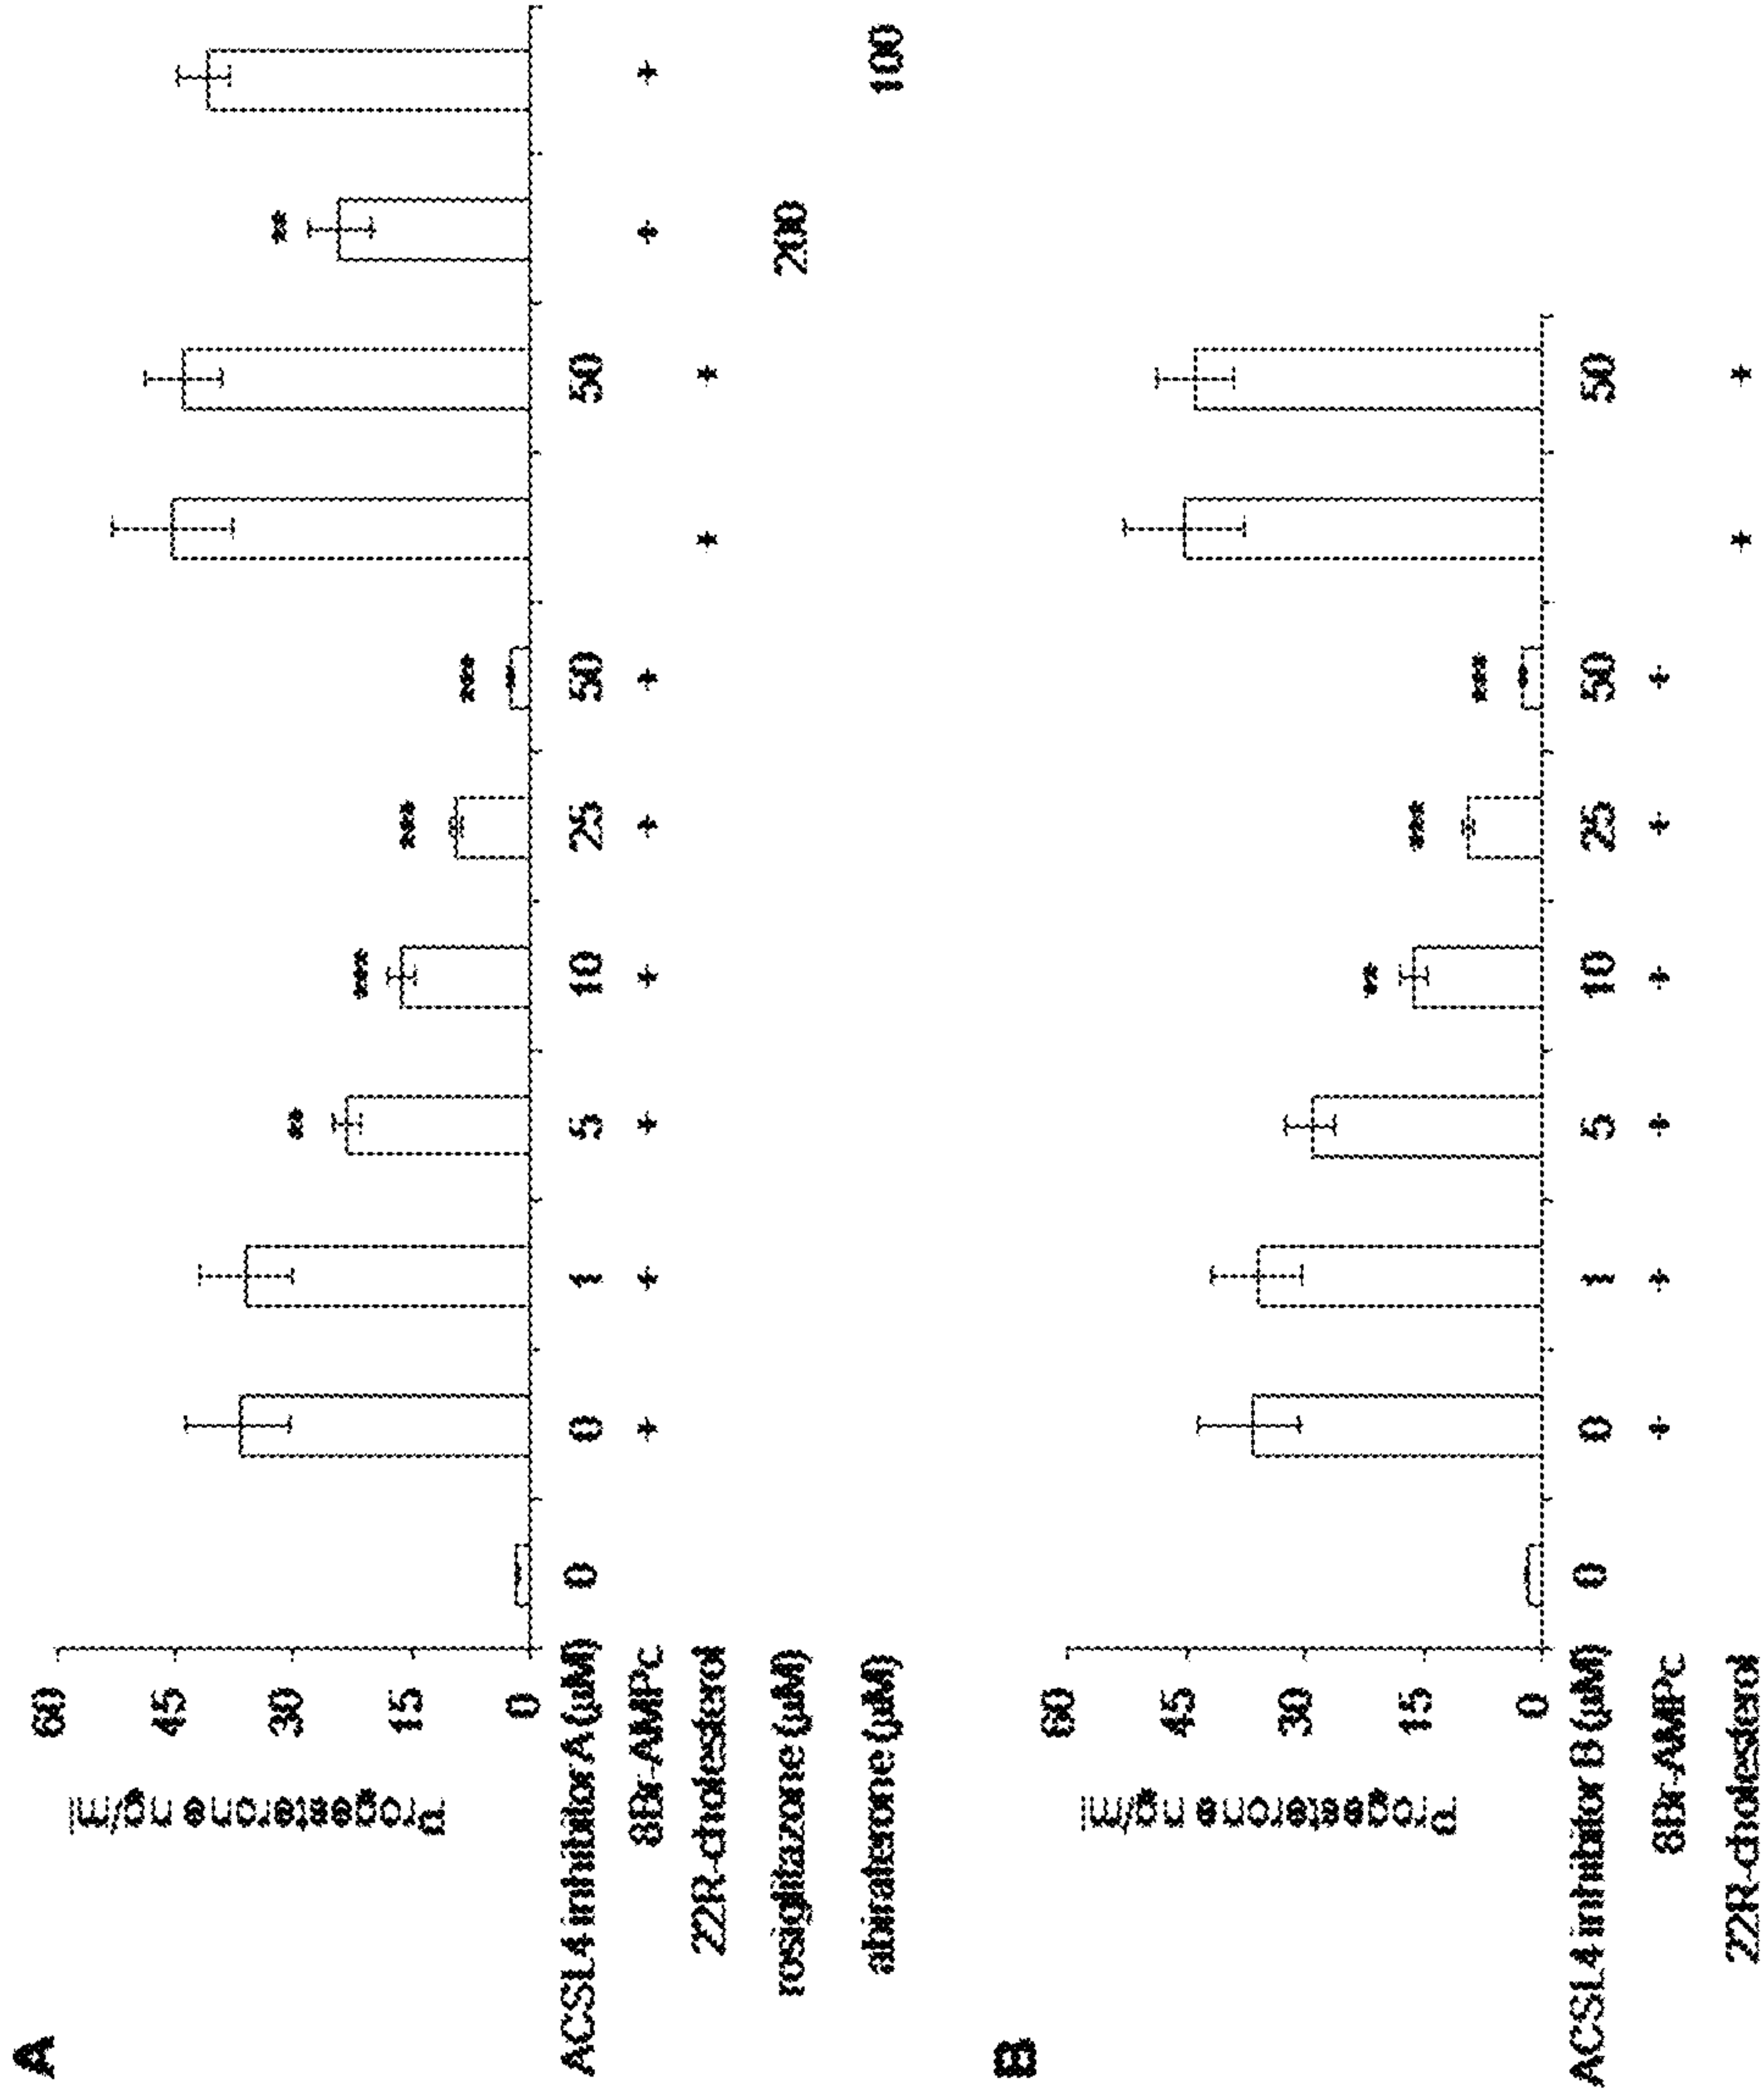 A
Progesterone ng/ml
60
45
30
15
0
** *** *** *** **
ACSL4 inhibitor A (µM) 0 0 1 5 10 25 50 50
8Br-AMPc + + + + + + + +
22R-cholesterol + +
rosiglitazone (µM) 200
abiraterone (µM) 100
B
Progesterone ng/ml
60
45
30
15
0
** *** ***
ACSL4 inhibitor B (µM) 0 0 1 5 10 25 50 50
8Br-AMPc + + + + + +
22R-cholesterol + +